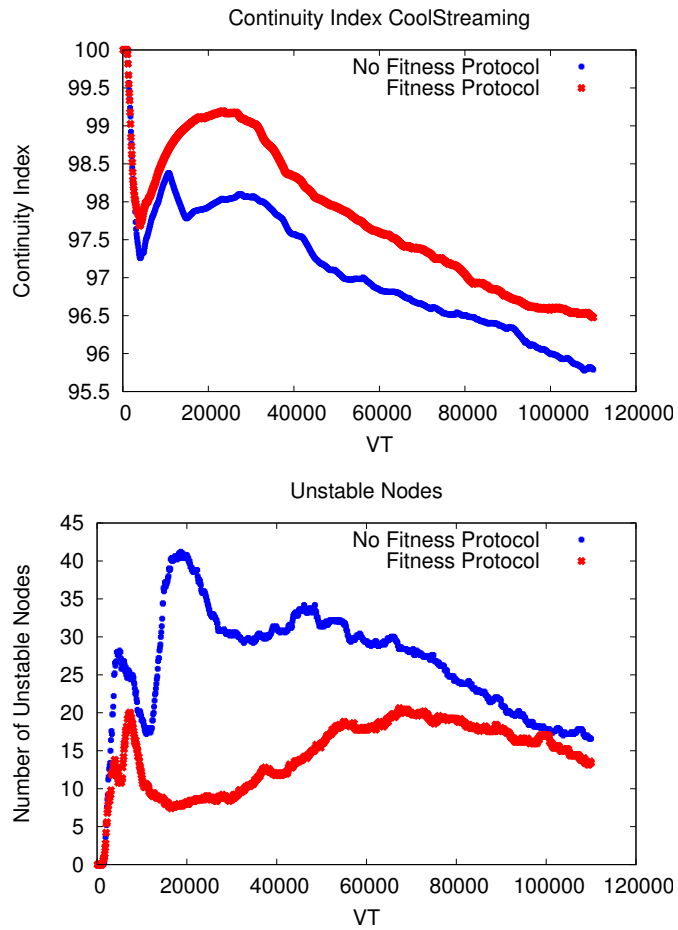 Continuity Index CoolStreaming
100
99.5
99
98.5
98
97.5
97
96.5
96
95.5
Continuity Index
No Fitness Protocol
Fitness Protocol
0 20000 40000 60000 80000 100000 120000
VT
Unstable Nodes
45
40
35
30
25
20
15
10
5
0
Number of Unstable Nodes
No Fitness Protocol
Fitness Protocol
0 20000 40000 60000 80000 100000 120000
VT